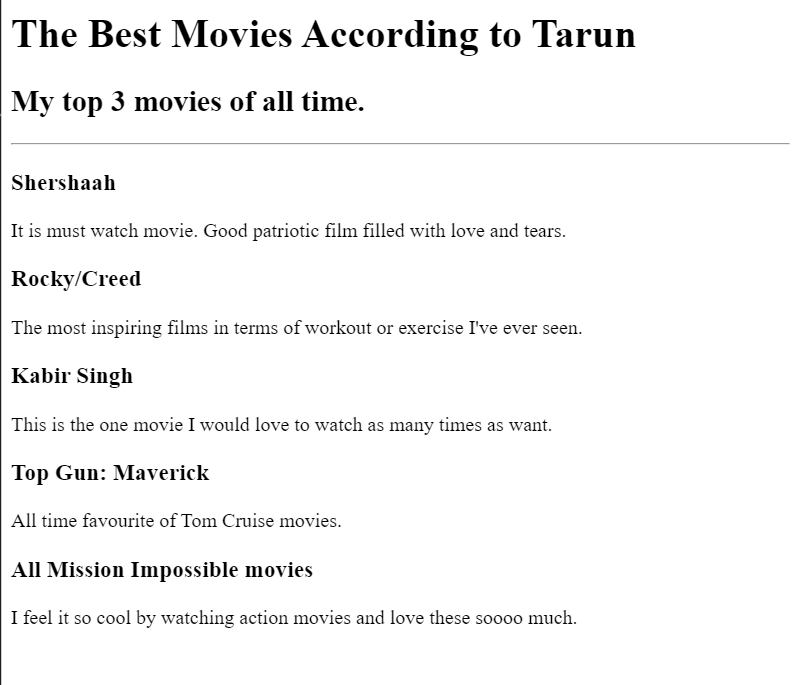 The Best Movies According to Tarun
My top 3 movies of all time.
Shershaah
It is must watch movie. Good patriotic film filled with love and tears.
Rocky/Creed
The most inspiring films in terms of workout or exercise I've ever seen.
Kabir Singh
This is the one movie I would love to watch as many times as want.
Top Gun: Maverick
All time favourite of Tom Cruise movies.
All Mission Impossible movies
I feel it so cool by watching action movies and love these soooo much.